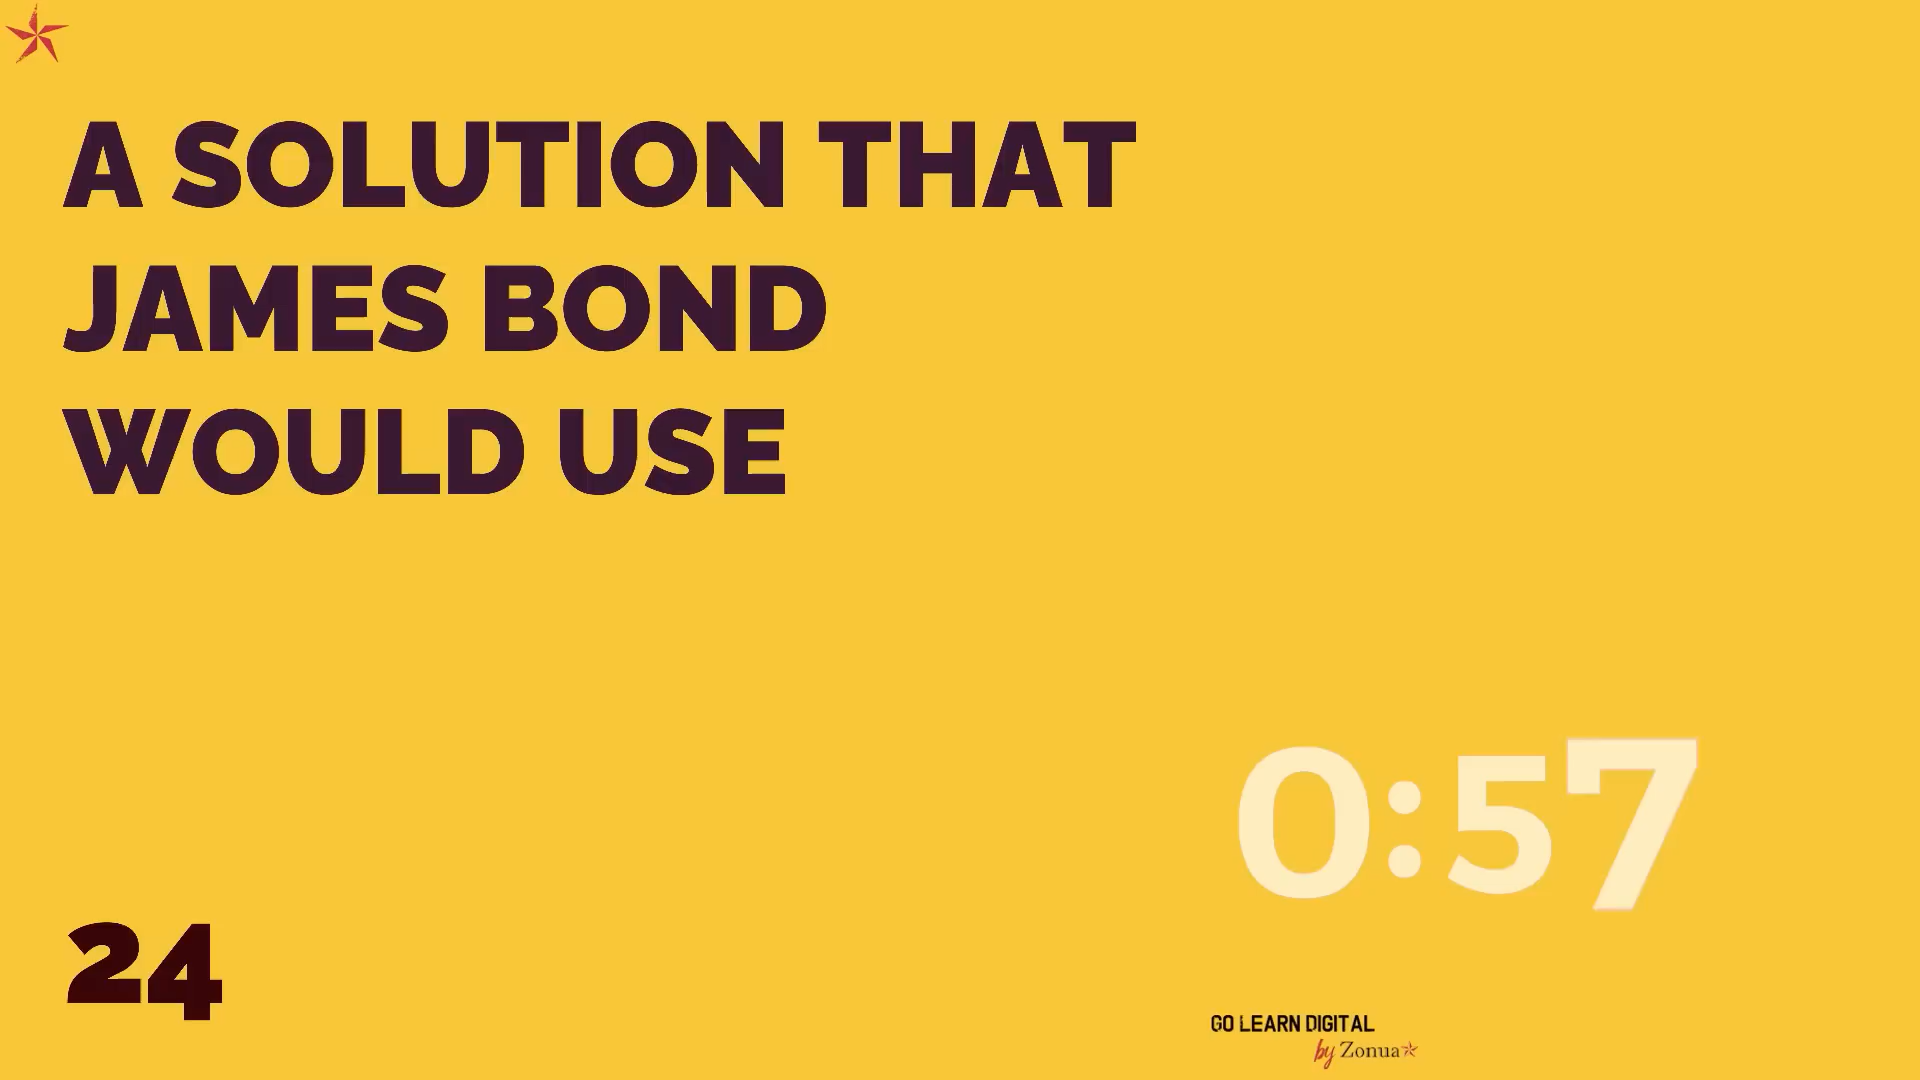 A SOLUTION THAT
JAMES BOND
WOULD USE
0:57
24
GO LEARN DIGITAL
by Zonua